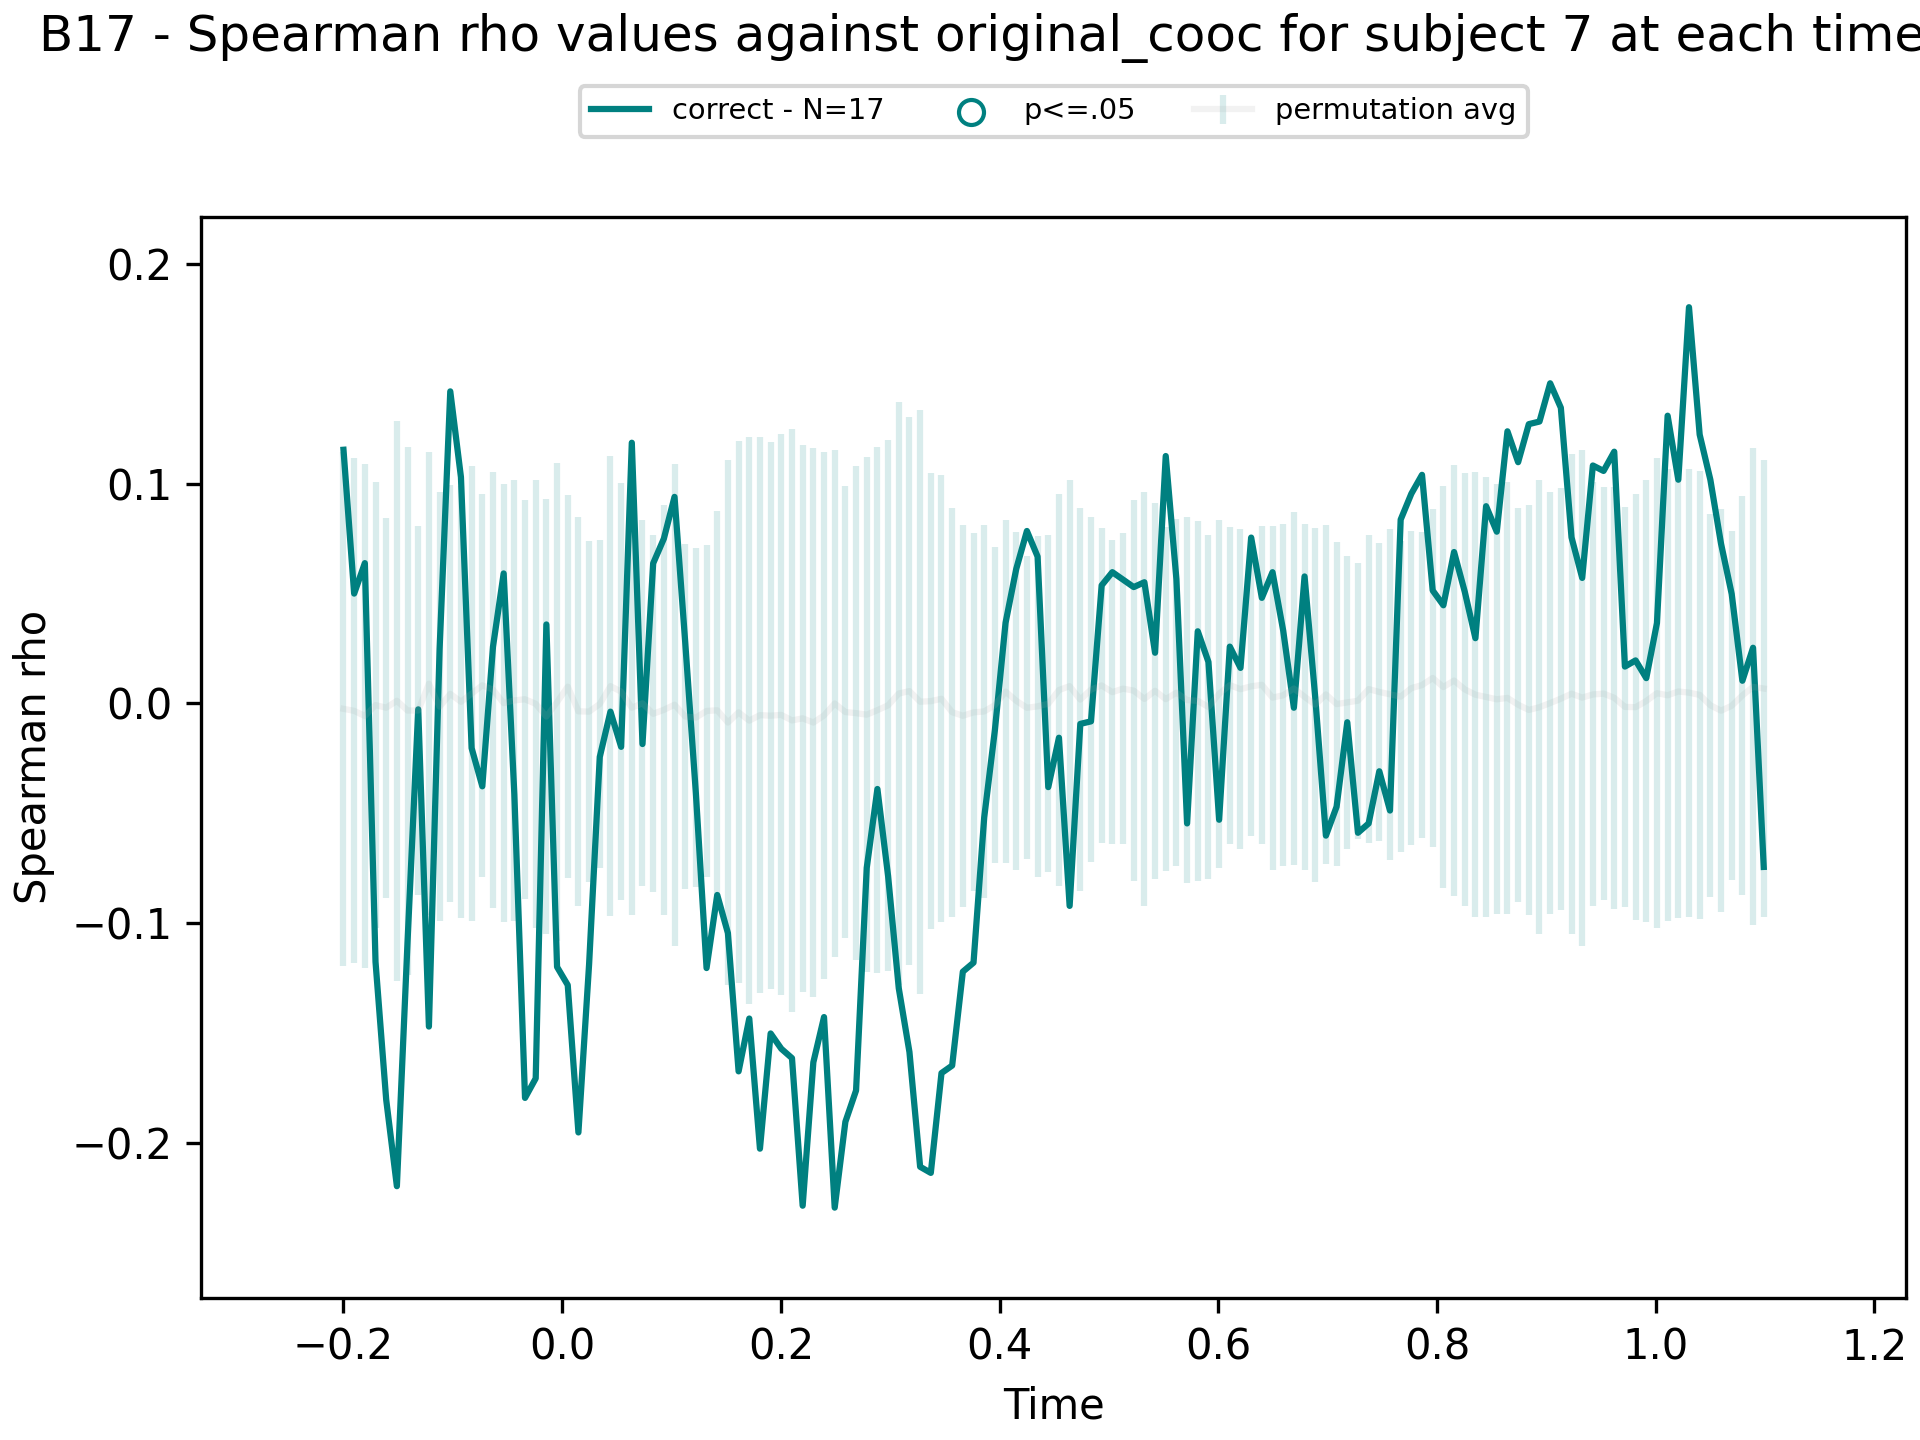 B17 - Spearman rho values against original_cooc for subject 7 at each time
correct - N=17 p<=.05 permutation avg
0.2
0.1
0.0
−0.1
−0.2
Spearman rho
−0.2 0.0 0.2 0.4 0.6 0.8 1.0 1.2
Time